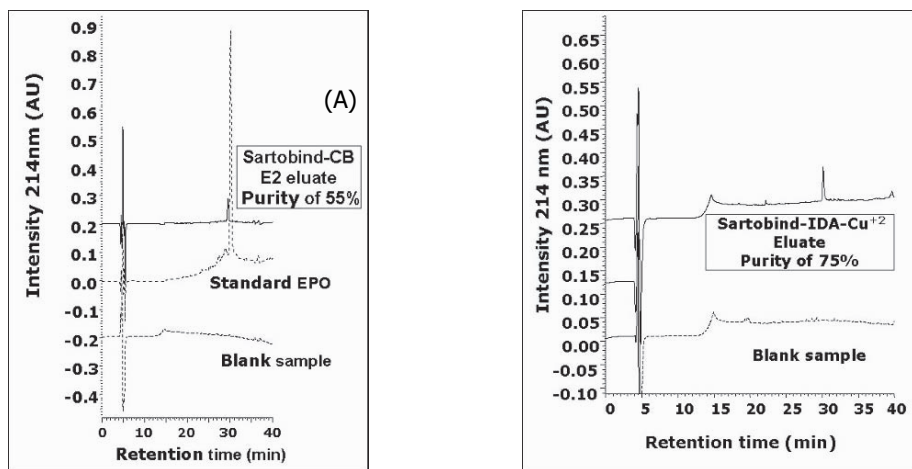 Intensity 214nm (AU)
0.9
0.8
0.7
0.6
0.5
0.4
0.3
0.2
0.1
0.0
-0.1
-0.2
-0.3
-0.4
(A)
Sartobind-CB
E2 eluate
Purity of 55%
Standard EPO
Blank sample
0 10 20 30 40
Retention time (min)
Intensity 214 nm (AU)
0.65
0.60
0.55
0.50
0.45
0.40
0.35
0.30
0.25
0.20
0.15
0.10
0.05
0.00
-0.05
-0.10
Sartobind-IDA-Cu+2
Eluate
Purity of 75%
Blank sample
0 5 10 15 20 25 30 35 40
Retention time (min)